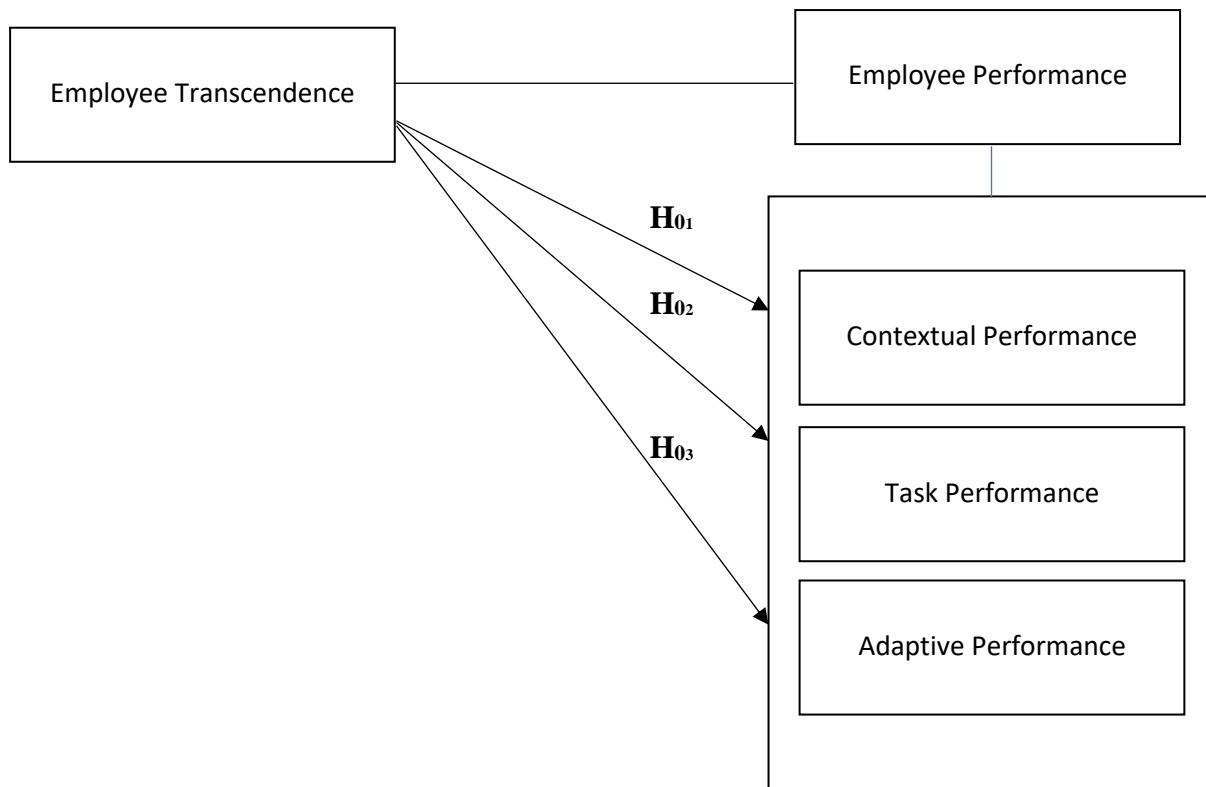 Employee Performance
Employee Transcendence
H₀₁
Contextual Performance
H₀₂
Task Performance
H₀₃
Adaptive Performance